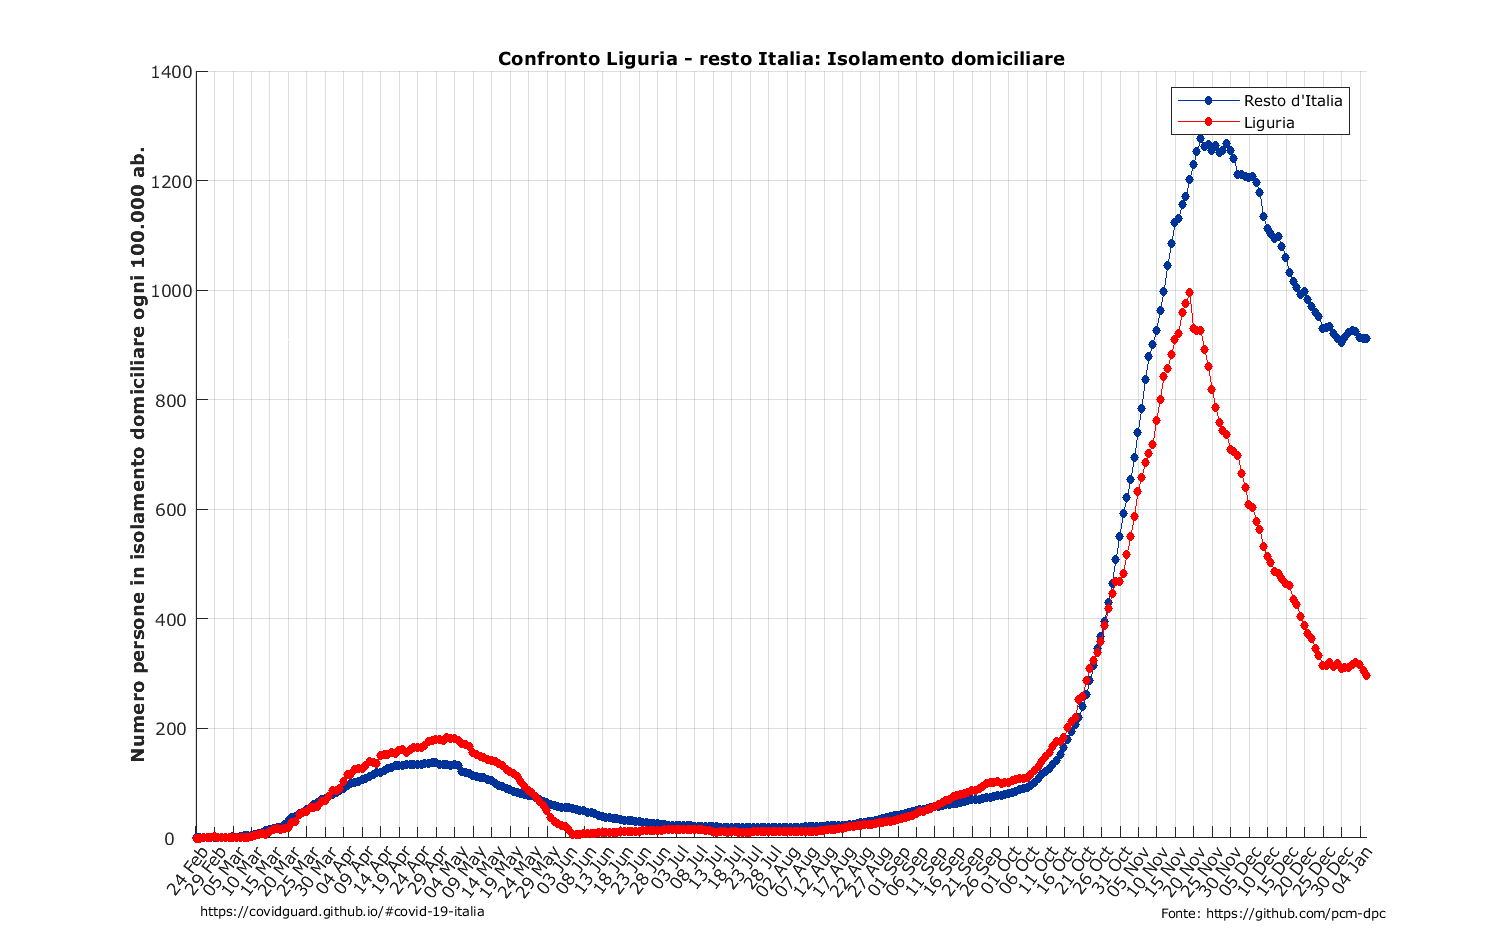 Confronto Liguria - resto Italia: Isolamento domiciliare
Resto d'Italia
Liguria
Numero persone in isolamento domiciliare ogni 100.000 ab.
1400
1200
1000
800
600
400
200
0
24 Feb
29 Feb
05 Mar
10 Mar
15 Mar
20 Mar
25 Mar
30 Mar
04 Apr
09 Apr
14 Apr
19 Apr
24 Apr
29 Apr
04 May
09 May
14 May
19 May
24 May
29 May
03 Jun
08 Jun
13 Jun
18 Jun
23 Jun
28 Jun
03 Jul
08 Jul
13 Jul
18 Jul
23 Jul
28 Jul
02 Aug
07 Aug
12 Aug
17 Aug
22 Aug
27 Aug
01 Sep
06 Sep
11 Sep
16 Sep
21 Sep
26 Sep
01 Oct
06 Oct
11 Oct
16 Oct
21 Oct
26 Oct
31 Oct
05 Nov
10 Nov
15 Nov
20 Nov
25 Nov
30 Nov
05 Dec
10 Dec
15 Dec
20 Dec
25 Dec
30 Dec
04 Jan
https://covidguard.github.io/#covid-19-italia
Fonte: https://github.com/pcm-dpc